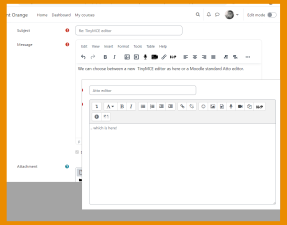 nt Orange Home Dashboard My courses
Edit mode
Subject
Re: TinyMCE editor
Message
Edit View Insert Format Tools Table Help
We can choose between a new TinyMCE editor as here or a Moodle standard Atto editor.
Atto editor
which is here!
Attachment